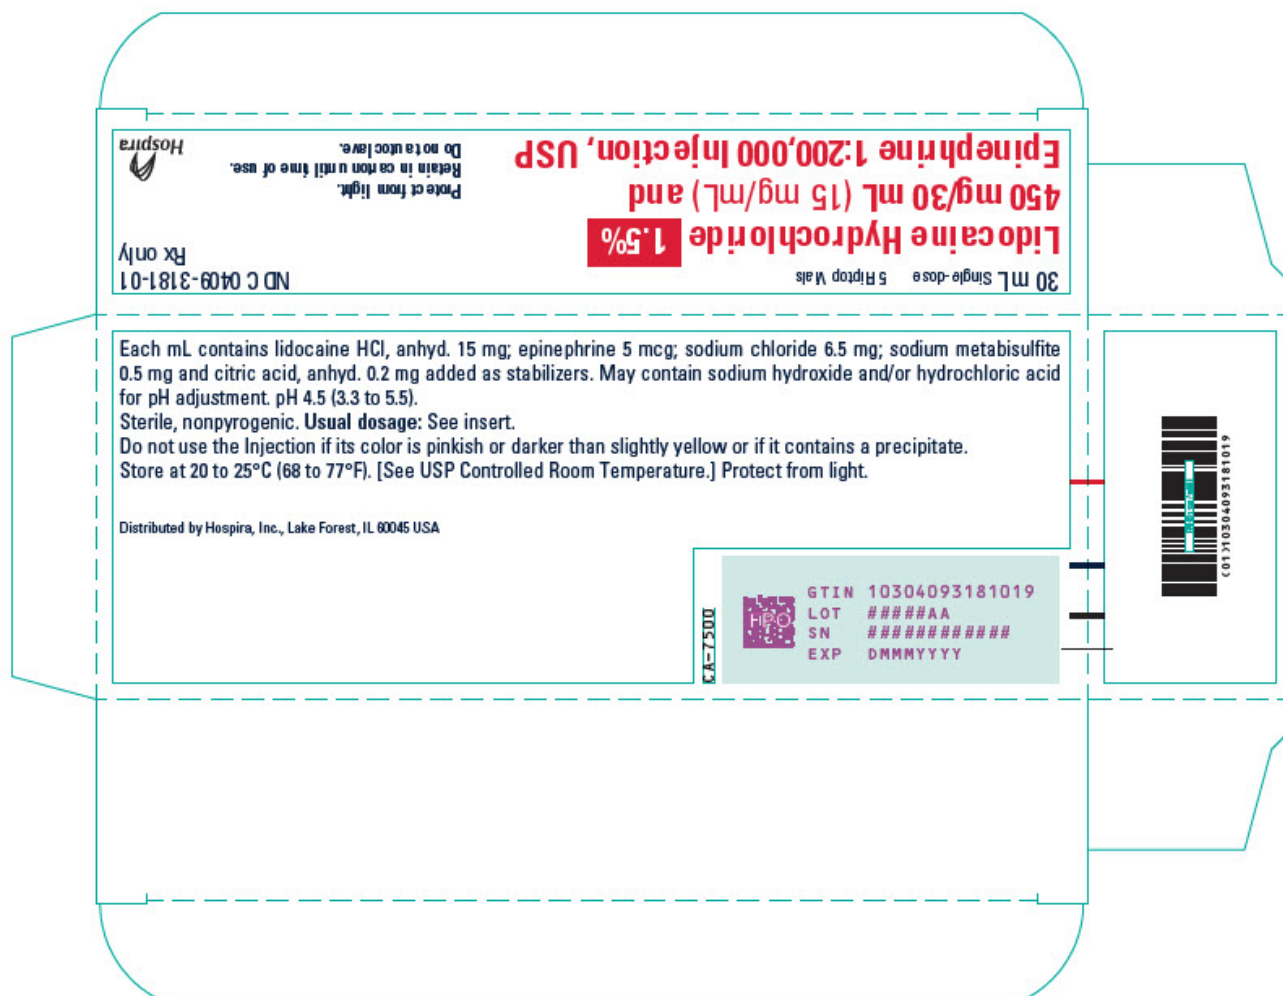 30 mL Single-dose 5 Fliptop Vials
NDC 0409-3181-01
Rx only
Lidocaine Hydrochloride 1.5%
450 mg/30 mL (15 mg/mL) and
Epinephrine 1:200,000 Injection, USP
Protect from light.
Retain in carton until time of use.
Do not autoclave.
Hospira
Each mL contains lidocaine HCl, anhyd. 15 mg; epinephrine 5 mcg; sodium chloride 6.5 mg; sodium metabisulfite
0.5 mg and citric acid, anhyd. 0.2 mg added as stabilizers. May contain sodium hydroxide and/or hydrochloric acid
for pH adjustment. pH 4.5 (3.3 to 5.5).
Sterile, nonpyrogenic. Usual dosage: See insert.
Do not use the Injection if its color is pinkish or darker than slightly yellow or if it contains a precipitate.
Store at 20 to 25°C (68 to 77°F). [See USP Controlled Room Temperature.] Protect from light.
Distributed by Hospira, Inc., Lake Forest, IL 60045 USA
CA-7500
HPO
GTIN 10304093181019
LOT #####AA
SN ############
EXP DMMMYYYY
(01)10304093181019